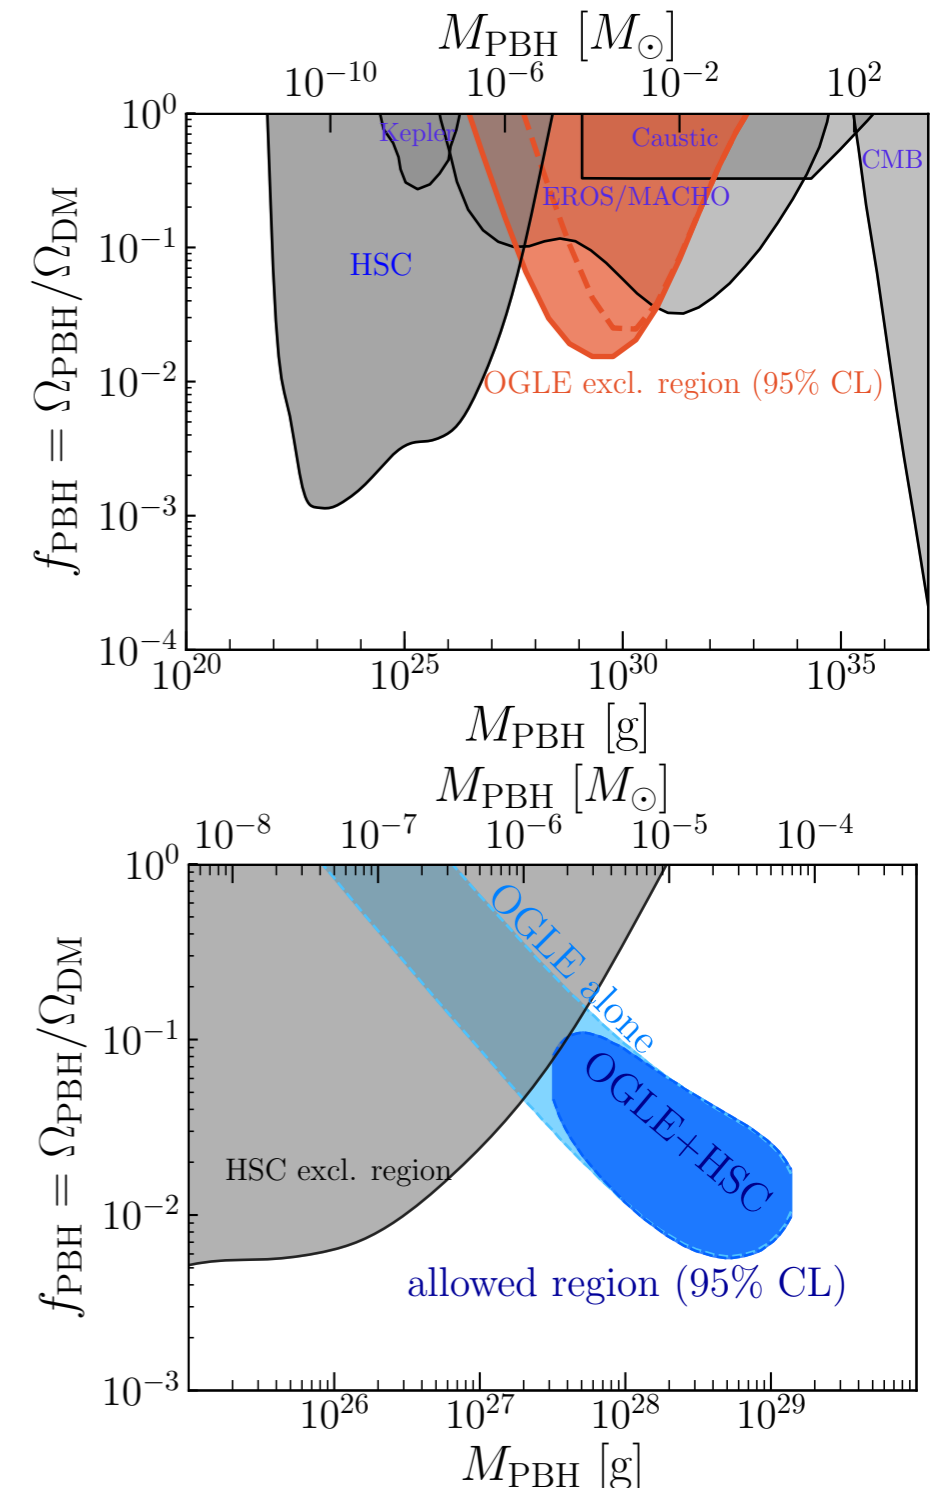 M_PBH [M_⊙]
10^−10 10^−6 10^−2 10^2
10^0
Kepler
Caustic
CMB
EROS/MACHO
10^−1
HSC
10^−2
OGLE excl. region (95% CL)
10^−3
10^−4
f_PBH = Ω_PBH/Ω_DM
10^20 10^25 10^30 10^35
M_PBH [g]
M_PBH [M_⊙]
10^−8 10^−7 10^−6 10^−5 10^−4
10^0
OGLE alone
10^−1
OGLE+HSC
HSC excl. region
10^−2
allowed region (95% CL)
10^−3
f_PBH = Ω_PBH/Ω_DM
10^26 10^27 10^28 10^29
M_PBH [g]